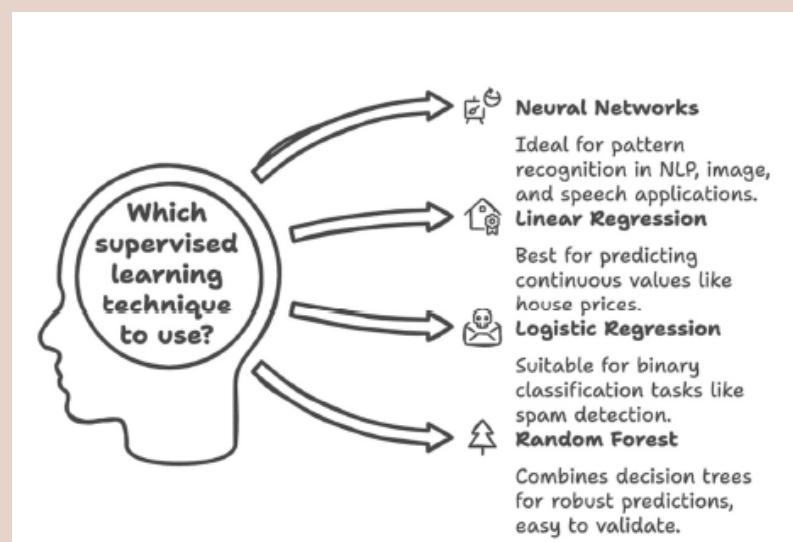 Which
supervised
learning
technique
to use?
Neural Networks
Ideal for pattern
recognition in NLP, image,
and speech applications.
Linear Regression
Best for predicting
continuous values like
house prices.
Logistic Regression
Suitable for binary
classification tasks like
spam detection.
Random Forest
Combines decision trees
for robust predictions,
easy to validate.